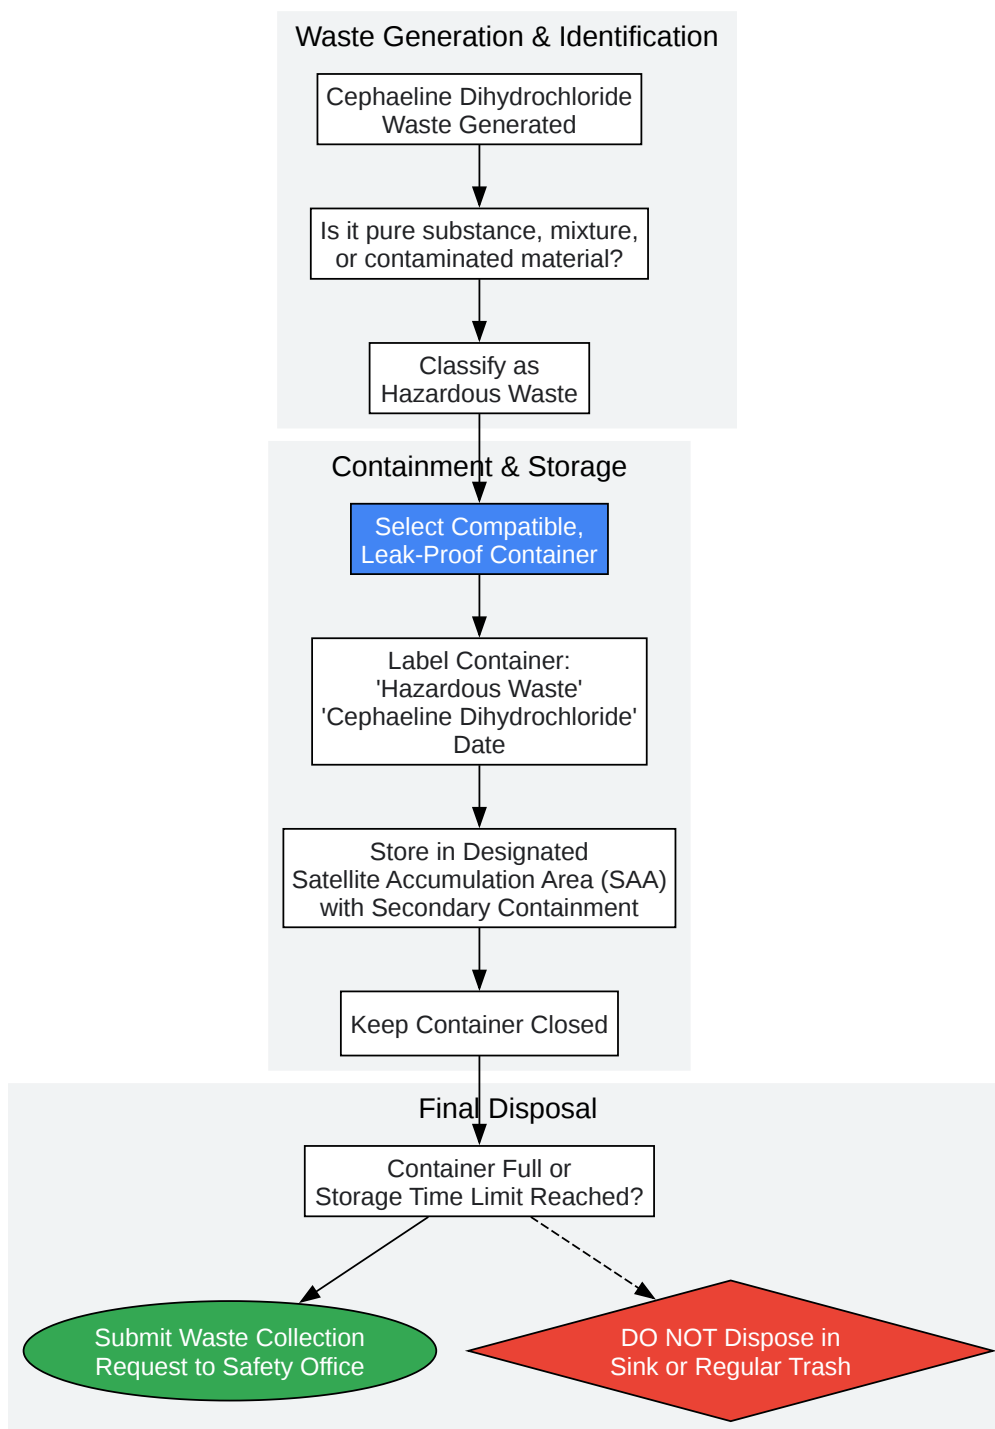 Waste Generation & Identification
Cephaeline Dihydrochloride
Waste Generated
Is it pure substance, mixture,
or contaminated material?
Classify as
Hazardous Waste
Containment & Storage
Select Compatible,
Leak-Proof Container
Label Container:
'Hazardous Waste'
'Cephaeline Dihydrochloride'
Date
Store in Designated
Satellite Accumulation Area (SAA)
with Secondary Containment
Keep Container Closed
Final Disposal
Container Full or
Storage Time Limit Reached?
Submit Waste Collection
Request to Safety Office
DO NOT Dispose in
Sink or Regular Trash